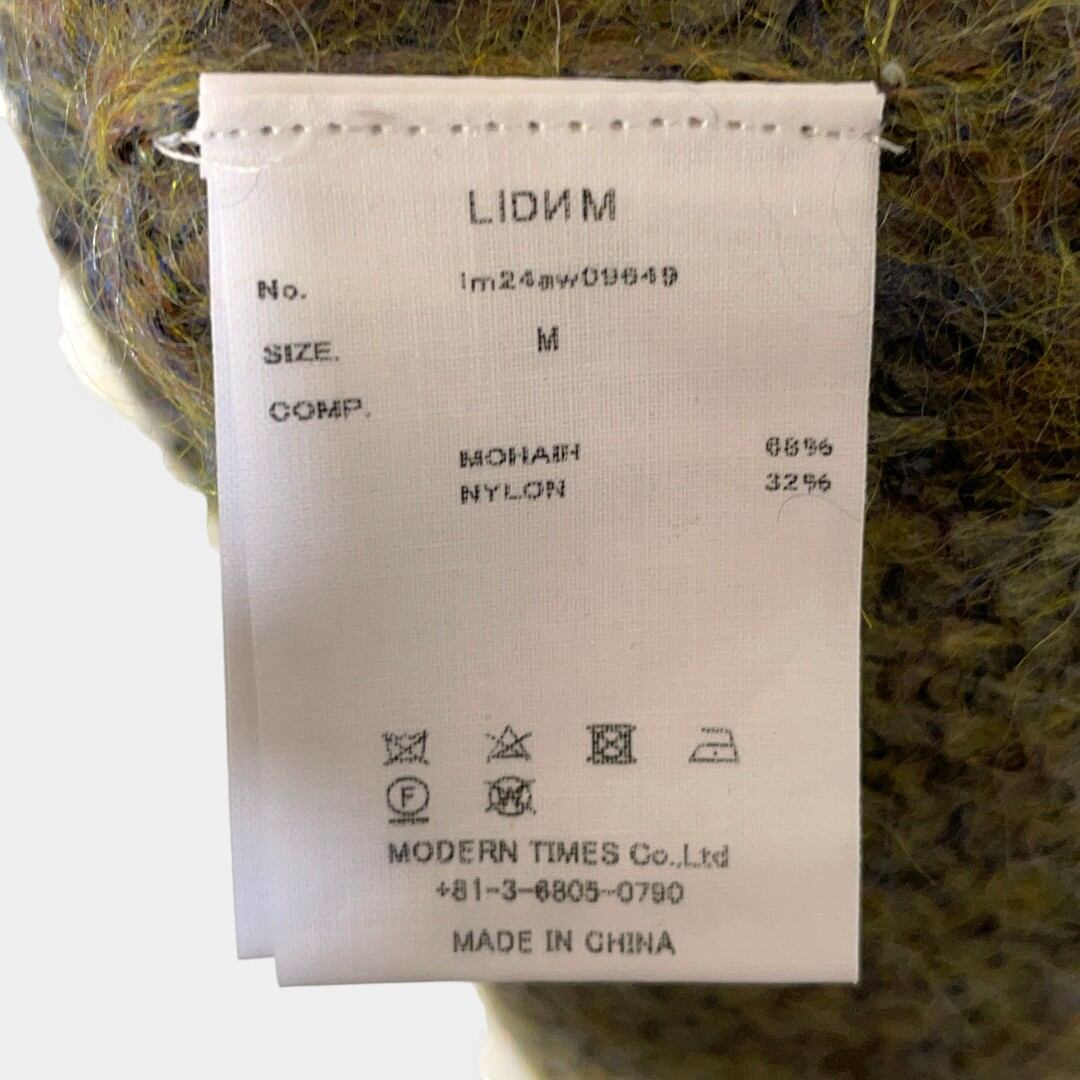 LIDИM
No. lm24aw09649
SIZE. M
COMP.
MOHAIR 68%
NYLON 32%
F
W
MODERN TIMES Co.,Ltd
+81-3-6805-0790
MADE IN CHINA